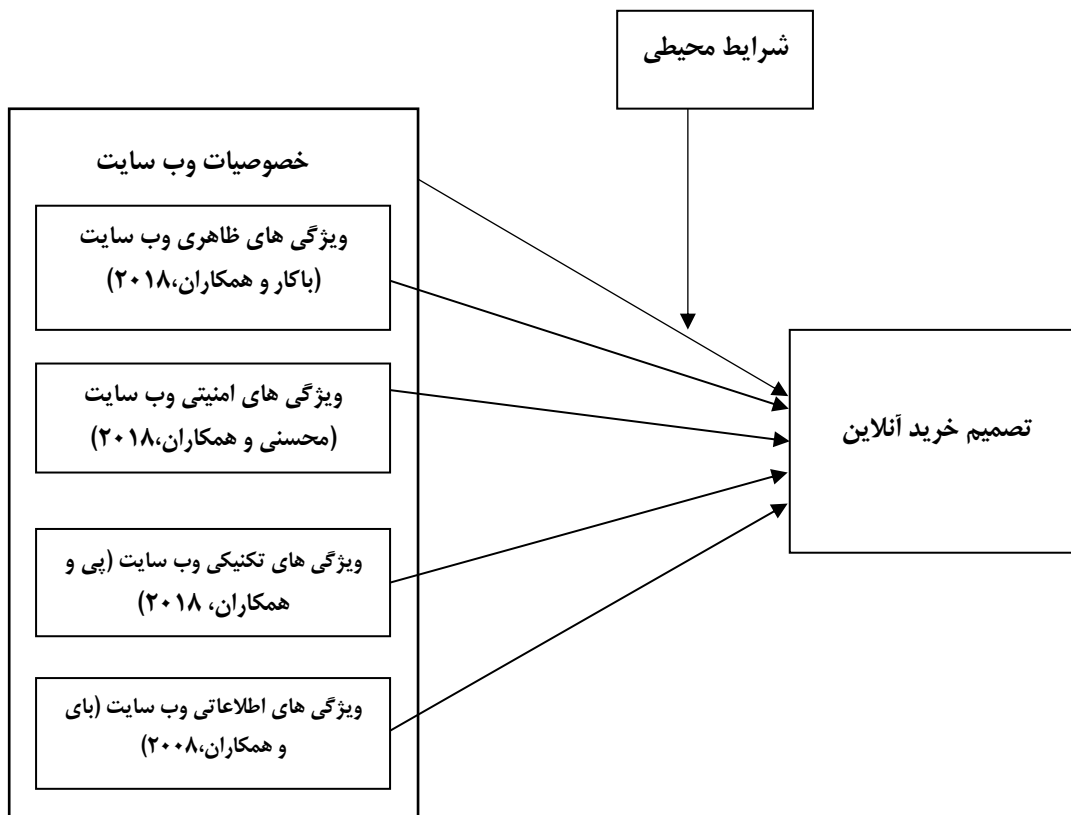 شرایط محیطی
خصوصیات وب سایت
ویژگی های ظاهری وب سایت
(باکار و همکاران،۲۰۱۸)
ویژگی های امنیتی وب سایت
(محسنی و همکاران،۲۰۱۸)
ویژگی های تکنیکی وب سایت (پی و
همکاران، ۲۰۱۸)
ویژگی های اطلاعاتی وب سایت (بای
و همکاران،۲۰۰۸)
تصمیم خرید آنلاین